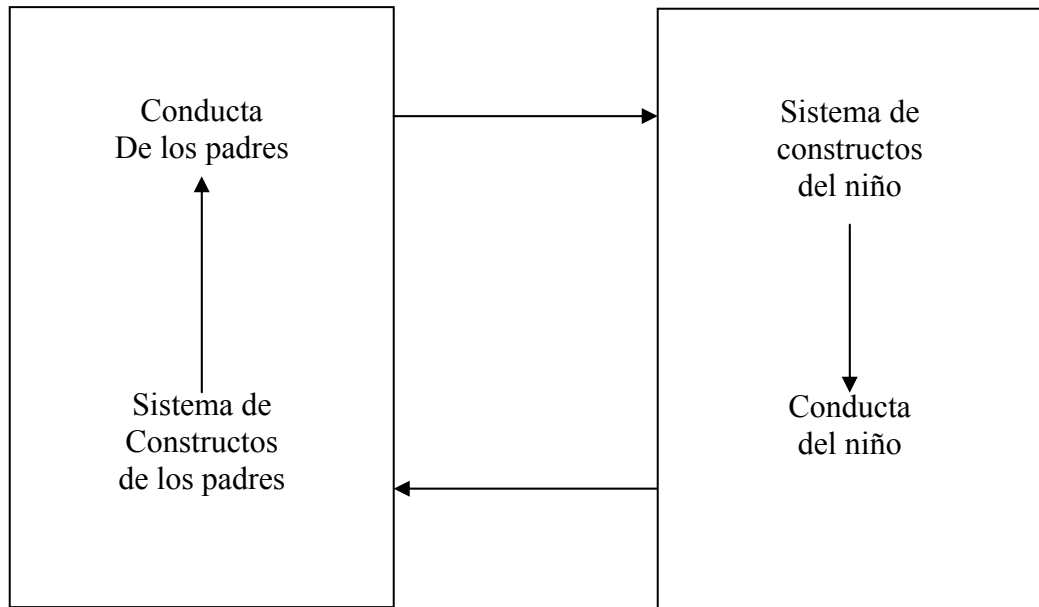 Conducta
De los padres
Sistema de
Constructos
de los padres
Sistema de
constructos
del niño
Conducta
del niño